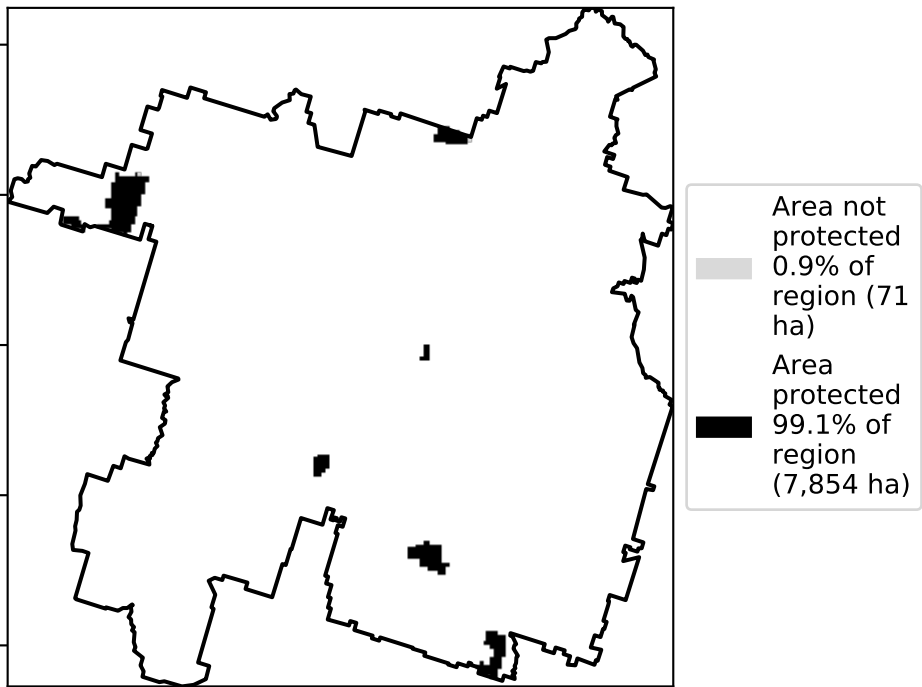 Area not
protected
0.9% of
region (71
ha)
Area
protected
99.1% of
region
(7,854 ha)